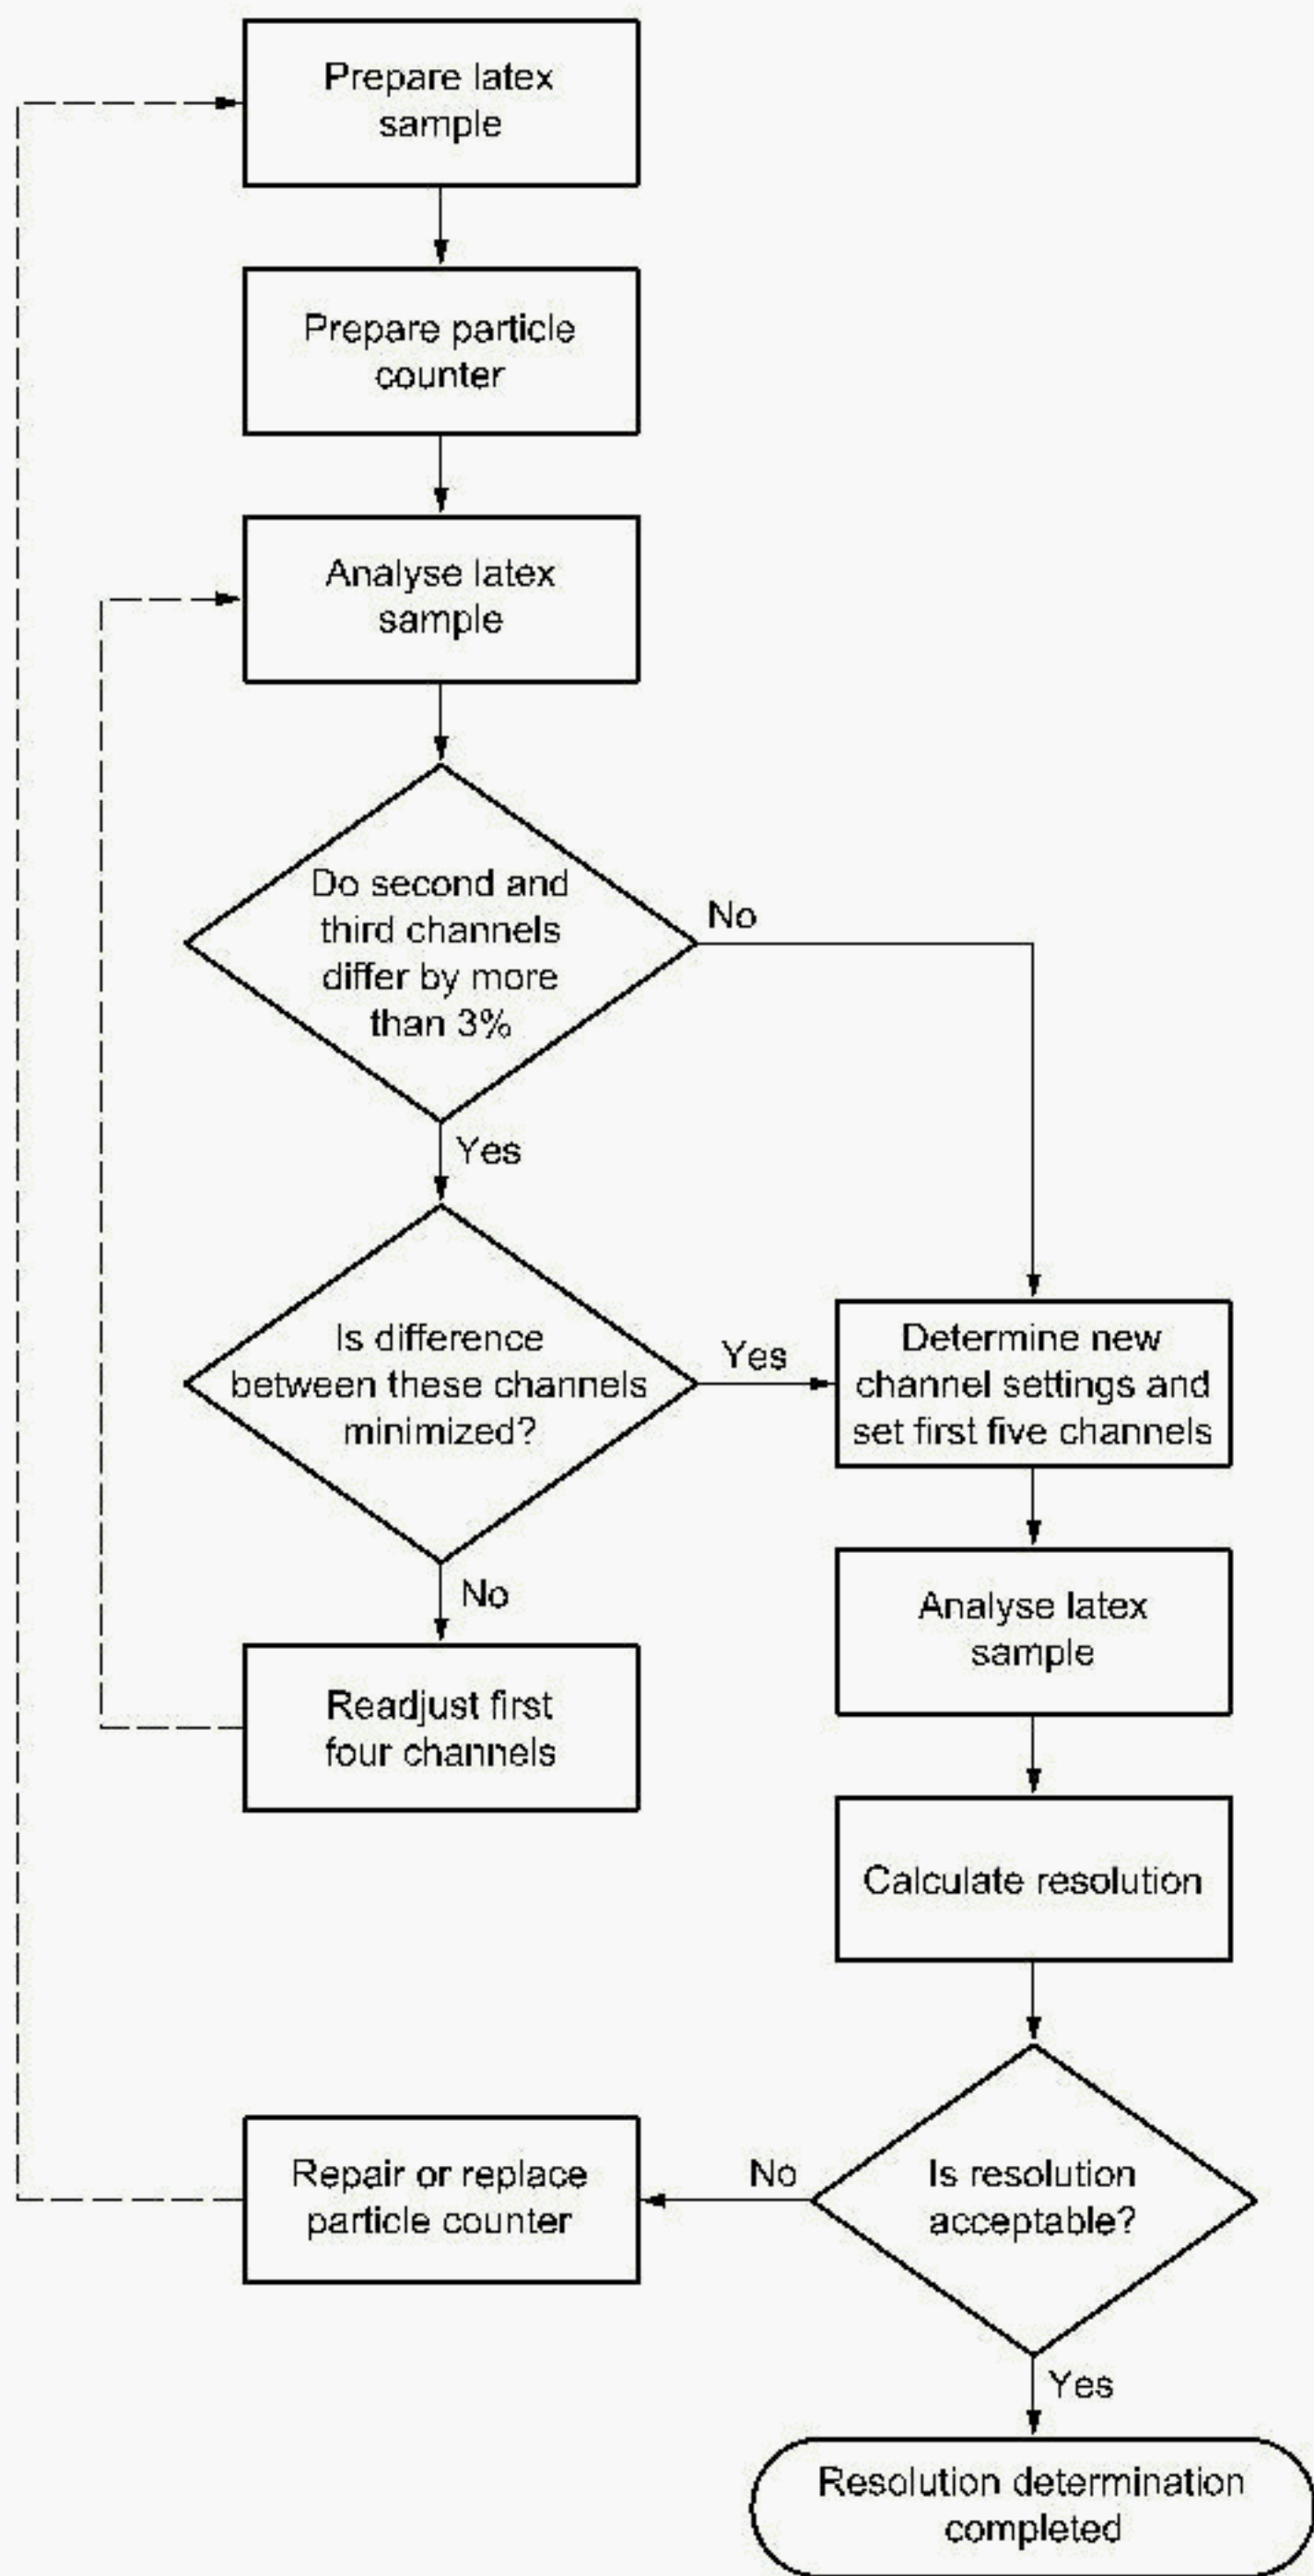 Prepare latex
sample
Prepare particle
counter
Analyse latex
sample
Do second and
third channels
differ by more
than 3%
No
Yes
Is difference
between these channels
minimized?
Yes
Determine new
channel settings and
set first five channels
No
Analyse latex
sample
Readjust first
four channels
Calculate resolution
Repair or replace
particle counter
No
Is resolution
acceptable?
Yes
Resolution determination
completed